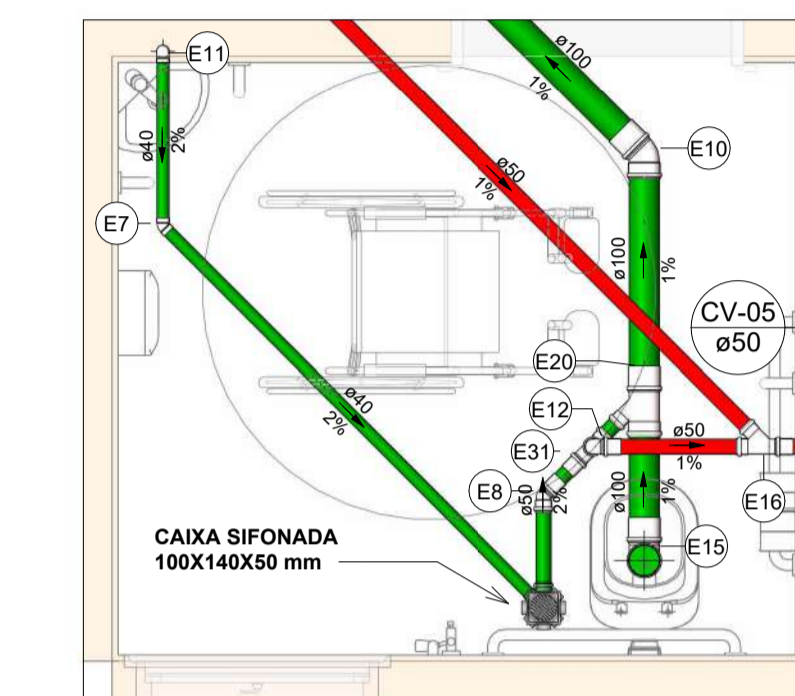 E11
ø100
1%
ø40
2%
E10
ø50
1%
E7
ø100
1%
CV-05
ø50
E20
ø40
2%
E12
ø50
1%
E31
E8
ø50
2%
ø100
1%
E16
CAIXA SIFONADA
100X140X50 mm
E15